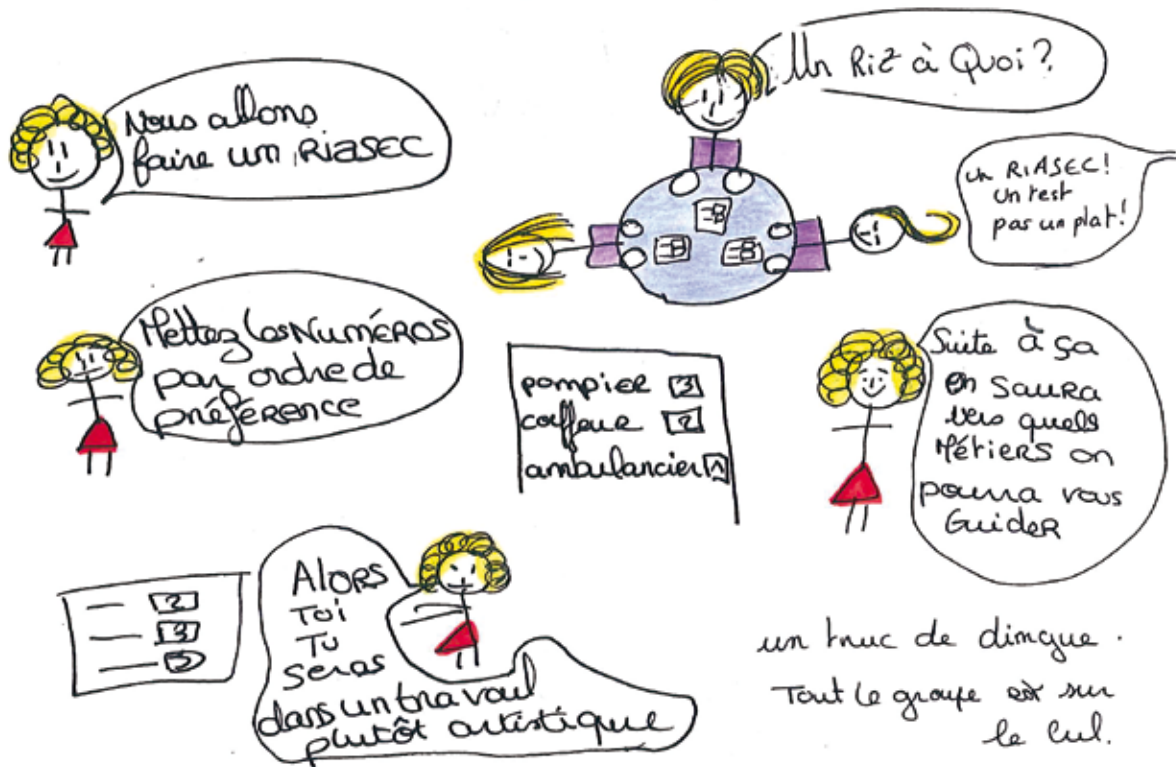 Nous allons
faire un RiASEC
Un Riz à Quoi ?
un RiASEC !
Un test
pas un plat !
Mettez les NuméROS
par ordre de
préférence
pompier 3
coiffeur 2
ambulancier 1
Suite à ça
on saura
vers quels
Métiers on
pourra vous
Guider
2
3
Alors
Toi
Tu
seras
dans un travail
plutôt artistique
un truc de dingue.
Tout le groupe est sur
le cul.